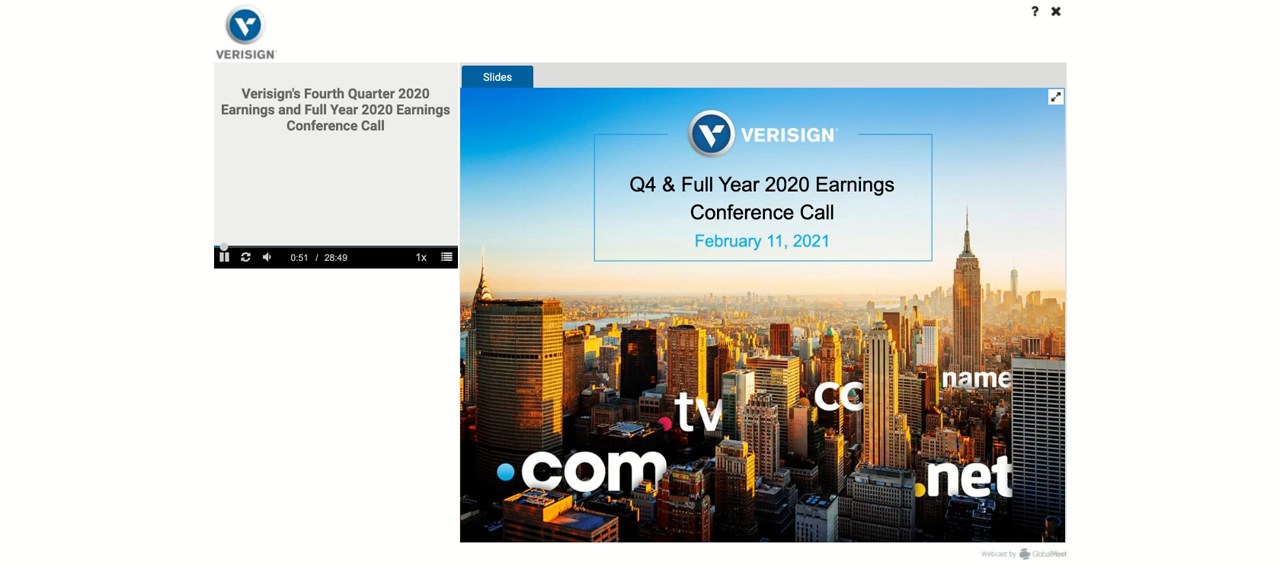 VERISIGN
? ✖
Verisign's Fourth Quarter 2020
Earnings and Full Year 2020 Earnings
Conference Call
0:51 / 28:49 1x
Slides
VERISIGN
Q4 & Full Year 2020 Earnings
Conference Call
February 11, 2021
name
cc
.tv
.com
.net
Webcast by GlobalMeet